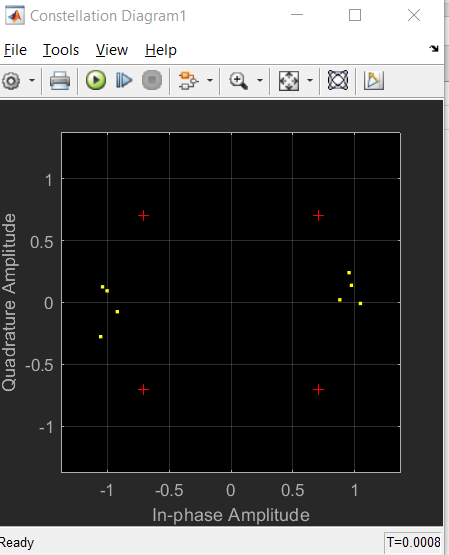 Constellation Diagram1
File Tools View Help
1
0.5
0
-0.5
-1
Quadrature Amplitude
-1 -0.5 0 0.5 1
In-phase Amplitude
Ready T=0.0008